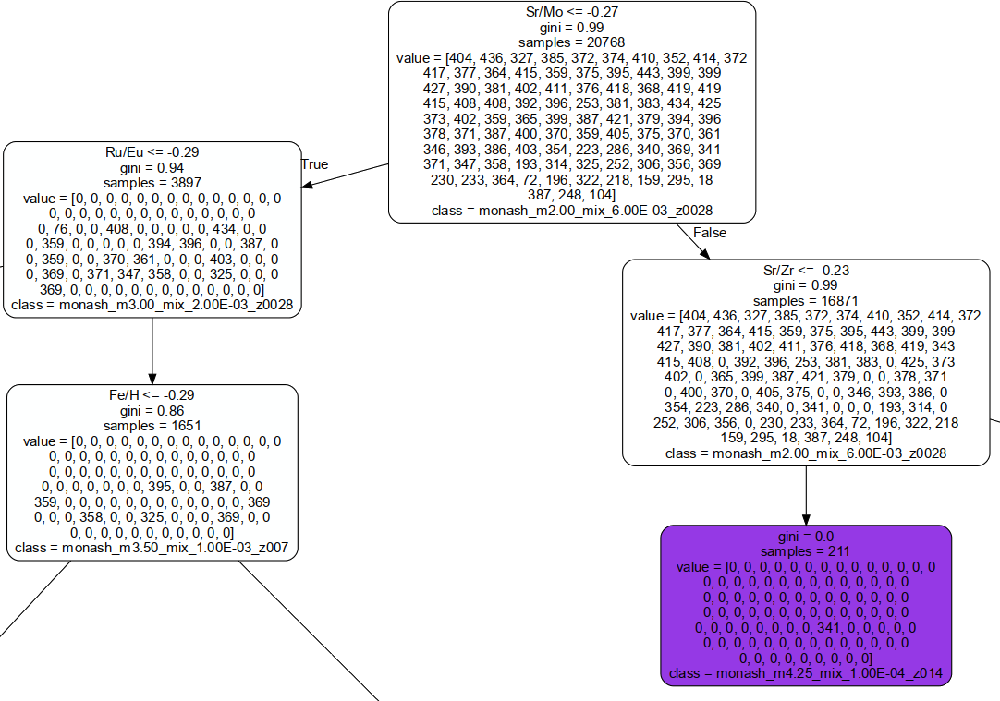 Sr/Mo <= -0.27
gini = 0.99
samples = 20768
value = [404, 436, 327, 385, 372, 374, 410, 352, 414, 372
417, 377, 364, 415, 359, 375, 395, 443, 399, 399
427, 390, 381, 402, 411, 376, 418, 368, 419, 419
415, 408, 408, 392, 396, 253, 381, 383, 434, 425
373, 402, 359, 365, 399, 387, 421, 379, 394, 396
378, 371, 387, 400, 370, 359, 405, 375, 370, 361
346, 393, 386, 403, 354, 223, 286, 340, 369, 341
371, 347, 358, 193, 314, 325, 252, 306, 356, 369
230, 233, 364, 72, 196, 322, 218, 159, 295, 18
387, 248, 104]
class = monash_m2.00_mix_6.00E-03_z0028
True
False
Ru/Eu <= -0.29
gini = 0.94
samples = 3897
value = [0, 0, 0, 0, 0, 0, 0, 0, 0, 0, 0, 0, 0, 0
0, 0, 0, 0, 0, 0, 0, 0, 0, 0, 0, 0, 0, 0
0, 76, 0, 0, 408, 0, 0, 0, 0, 0, 434, 0, 0
0, 359, 0, 0, 0, 0, 0, 394, 396, 0, 0, 387, 0
0, 359, 0, 0, 370, 361, 0, 0, 0, 403, 0, 0, 0
0, 369, 0, 371, 347, 358, 0, 0, 325, 0, 0, 0
369, 0, 0, 0, 0, 0, 0, 0, 0, 0, 0, 0, 0, 0]
class = monash_m3.00_mix_2.00E-03_z0028
Sr/Zr <= -0.23
gini = 0.99
samples = 16871
value = [404, 436, 327, 385, 372, 374, 410, 352, 414, 372
417, 377, 364, 415, 359, 375, 395, 443, 399, 399
427, 390, 381, 402, 411, 376, 418, 368, 419, 343
415, 408, 0, 392, 396, 253, 381, 383, 0, 425, 373
402, 0, 365, 399, 387, 421, 379, 0, 0, 378, 371
0, 400, 370, 0, 405, 375, 0, 0, 346, 393, 386, 0
354, 223, 286, 340, 0, 341, 0, 0, 0, 193, 314, 0
252, 306, 356, 0, 230, 233, 364, 72, 196, 322, 218
159, 295, 18, 387, 248, 104]
class = monash_m2.00_mix_6.00E-03_z0028
Fe/H <= -0.29
gini = 0.86
samples = 1651
value = [0, 0, 0, 0, 0, 0, 0, 0, 0, 0, 0, 0, 0, 0
0, 0, 0, 0, 0, 0, 0, 0, 0, 0, 0, 0, 0, 0
0, 0, 0, 0, 0, 0, 0, 0, 0, 0, 0, 0, 0, 0
0, 0, 0, 0, 0, 0, 0, 395, 0, 0, 387, 0, 0
359, 0, 0, 0, 0, 0, 0, 0, 0, 0, 0, 0, 0, 369
0, 0, 0, 358, 0, 0, 325, 0, 0, 0, 369, 0, 0
0, 0, 0, 0, 0, 0, 0, 0, 0, 0, 0]
class = monash_m3.50_mix_1.00E-03_z007
gini = 0.0
samples = 211
value = [0, 0, 0, 0, 0, 0, 0, 0, 0, 0, 0, 0, 0, 0
0, 0, 0, 0, 0, 0, 0, 0, 0, 0, 0, 0, 0, 0
0, 0, 0, 0, 0, 0, 0, 0, 0, 0, 0, 0, 0, 0
0, 0, 0, 0, 0, 0, 0, 0, 0, 0, 0, 0, 0, 0
0, 0, 0, 0, 0, 0, 0, 0, 341, 0, 0, 0, 0, 0
0, 0, 0, 0, 0, 0, 0, 0, 0, 0, 0, 0, 0, 0
0, 0, 0, 0, 0, 0, 0, 0, 0]
class = monash_m4.25_mix_1.00E-04_z014